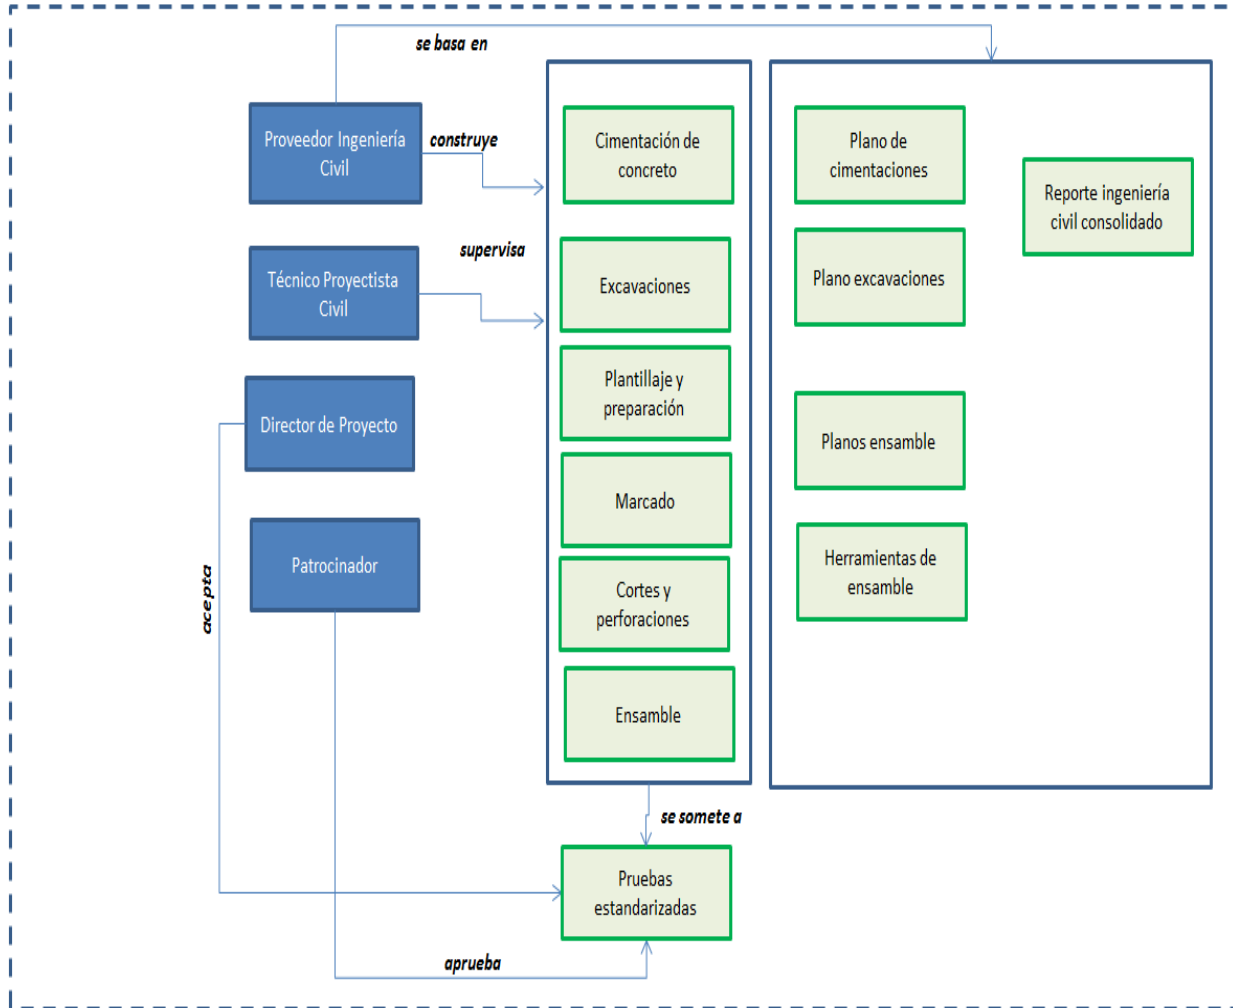 se basa en
Proveedor Ingeniería
Civil
construye
Cimentación de
concreto
Plano de
cimentaciones
Reporte ingeniería
civil consolidado
Técnico Proyectista
Civil
supervisa
Excavaciones
Plano excavaciones
Plantillaje y
preparación
Director de Proyecto
Planos ensamble
Marcado
Patrocinador
Herramientas de
ensamble
Cortes y
perforaciones
acepta
Ensamble
se somete a
Pruebas
estandarizadas
aprueba